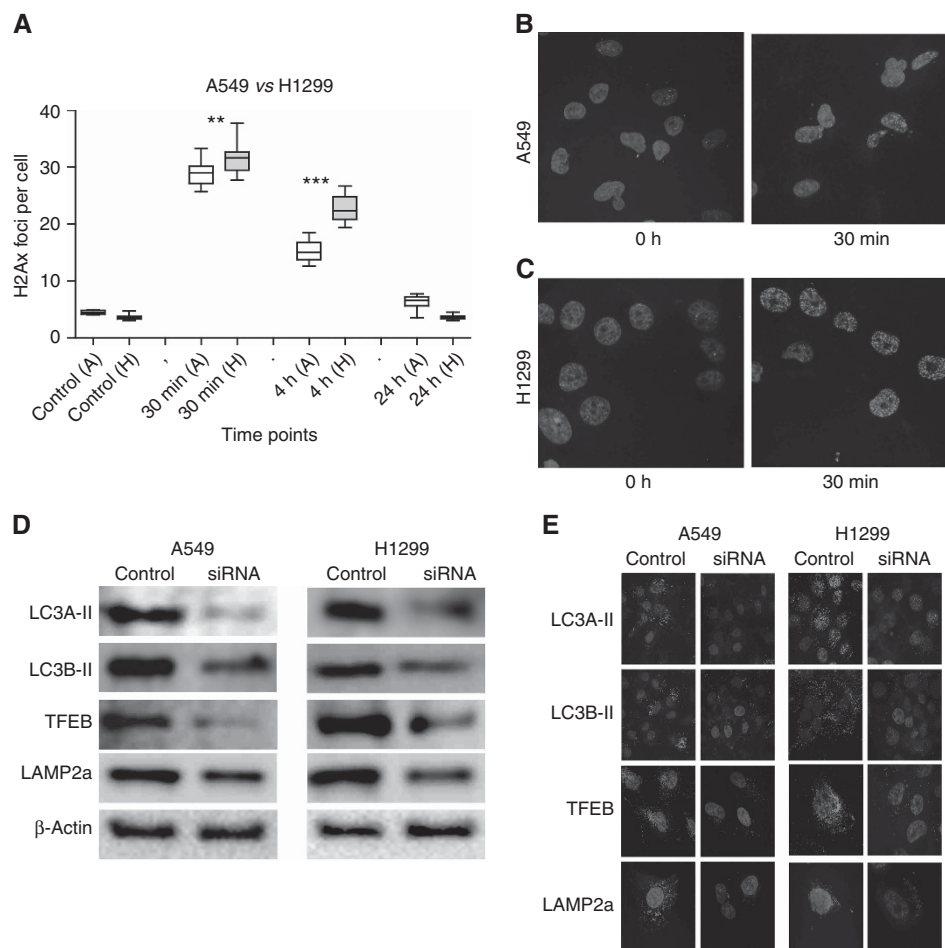 A
A549 vs H1299
H2Ax foci per cell
40
30
20
10
0
**
***
Control (A)
Control (H)
30 min (A)
30 min (H)
4 h (A)
4 h (H)
24 h (A)
24 h (H)
Time points
B
A549
0 h
30 min
C
H1299
0 h
30 min
D
A549
H1299
Control
siRNA
Control
siRNA
LC3A-II
LC3B-II
TFEB
LAMP2a
β-Actin
E
A549
H1299
Control
siRNA
Control
siRNA
LC3A-II
LC3B-II
TFEB
LAMP2a